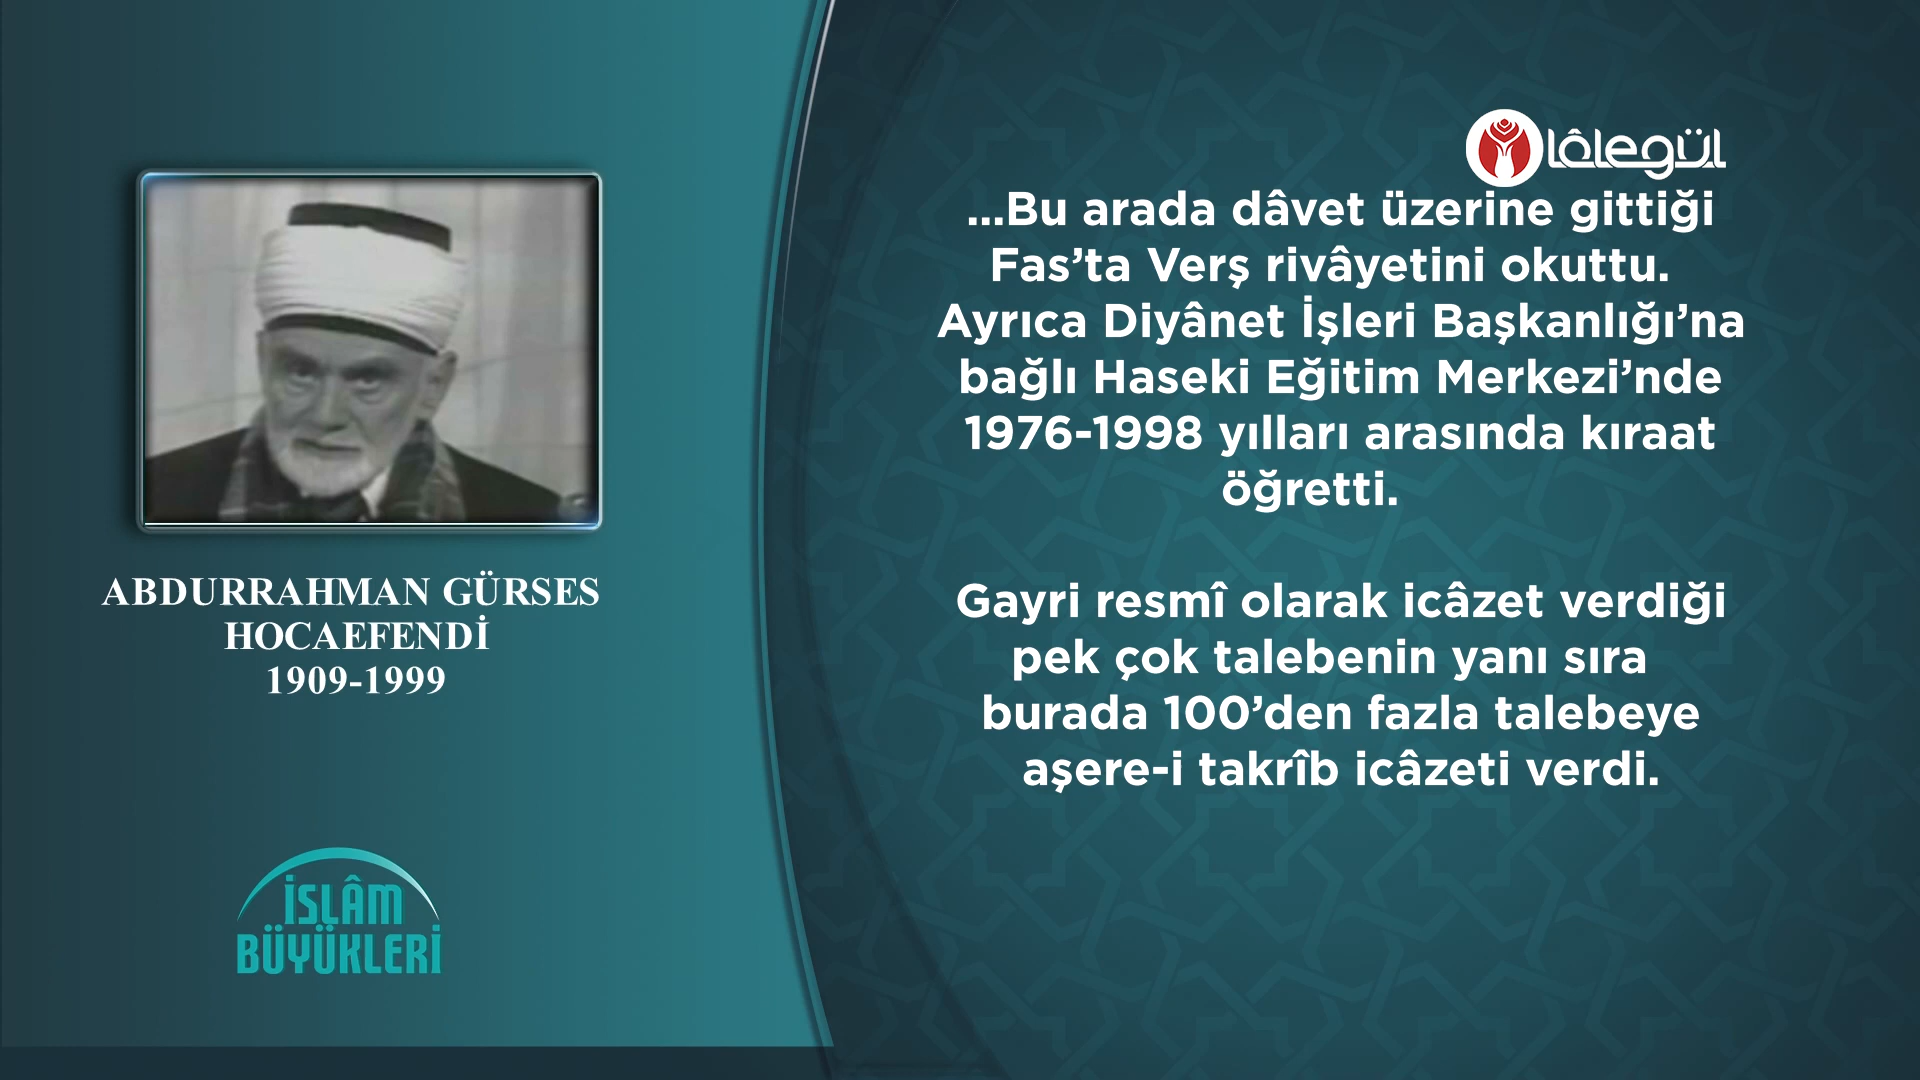 lâlegül
...Bu arada dâvet üzerine gittiği
Fas’ta Verş rivâyetini okuttu.
Ayrıca Diyânet İşleri Başkanlığı’na
bağlı Haseki Eğitim Merkezi’nde
1976-1998 yılları arasında kıraat
öğretti.
Gayri resmî olarak icâzet verdiği
pek çok talebenin yanı sıra
burada 100’den fazla talebeye
aşere-i takrîb icâzeti verdi.
ABDURRAHMAN GÜRSES
HOCAEFENDİ
1909-1999
İSLÂM
BÜYÜKLERİ